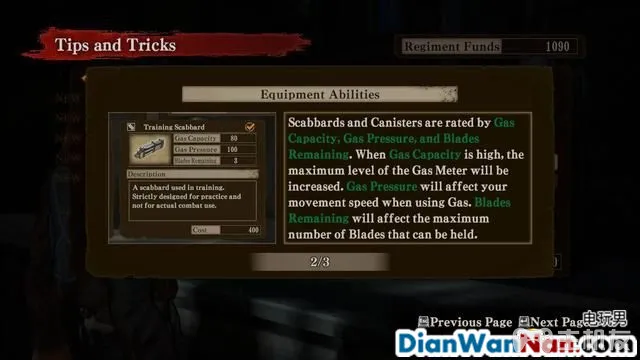 Tips and Tricks
Regiment Funds 1090
Equipment Abilities
Training Scabbard
Gas Capacity 80
Gas Pressure 100
Blades Remaining 8
Description
A scabbard used in training.
Strictly designed for practice and
not for actual combat use.
Cost 400
Scabbards and Canisters are rated by Gas
Capacity, Gas Pressure, and Blades
Remaining. When Gas Capacity is high, the
maximum level of the Gas Meter will be
increased. Gas Pressure will affect your
movement speed when using Gas. Blades
Remaining will affect the maximum
number of Blades that can be held.
2/3
Previous Page Next Page
电玩男
DianWanNan.com